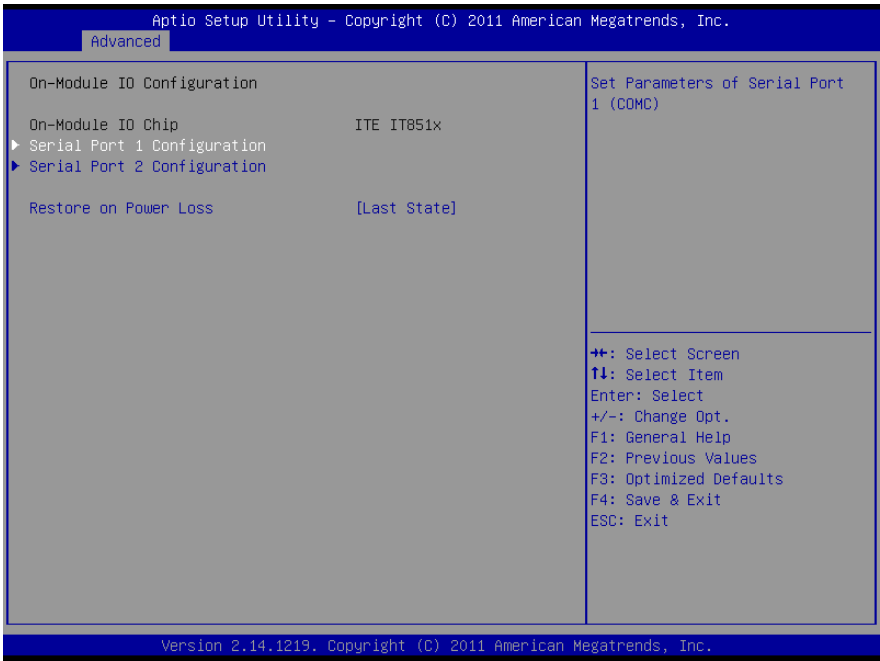 Aptio Setup Utility – Copyright (C) 2011 American Megatrends, Inc.
Advanced
On-Module IO Configuration
On-Module IO Chip ITE IT851x
▶ Serial Port 1 Configuration
▶ Serial Port 2 Configuration
Restore on Power Loss [Last State]
Set Parameters of Serial Port
1 (COMC)
→←: Select Screen
↑↓: Select Item
Enter: Select
+/-: Change Opt.
F1: General Help
F2: Previous Values
F3: Optimized Defaults
F4: Save & Exit
ESC: Exit
Version 2.14.1219. Copyright (C) 2011 American Megatrends, Inc.